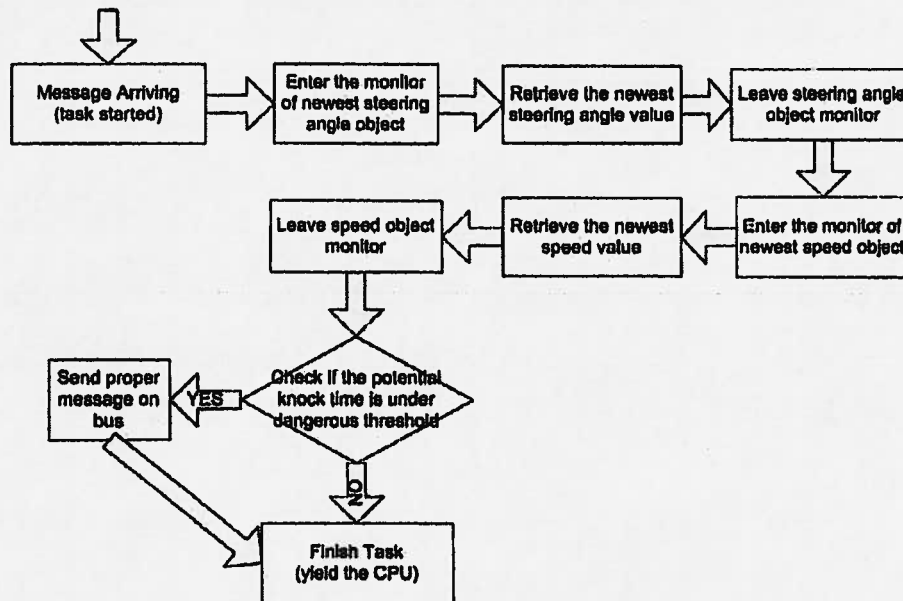 Message Arriving
(task started)
Enter the monitor
of newest steering
angle object
Retrieve the newest
steering angle value
Leave steering angle
object monitor
Enter the monitor of
newest speed object
Retrieve the newest
speed value
Leave speed object
monitor
Check if the potential
knock time is under
dangerous threshold
YES
Send proper
message on
bus
NO
Finish Task
(yield the CPU)